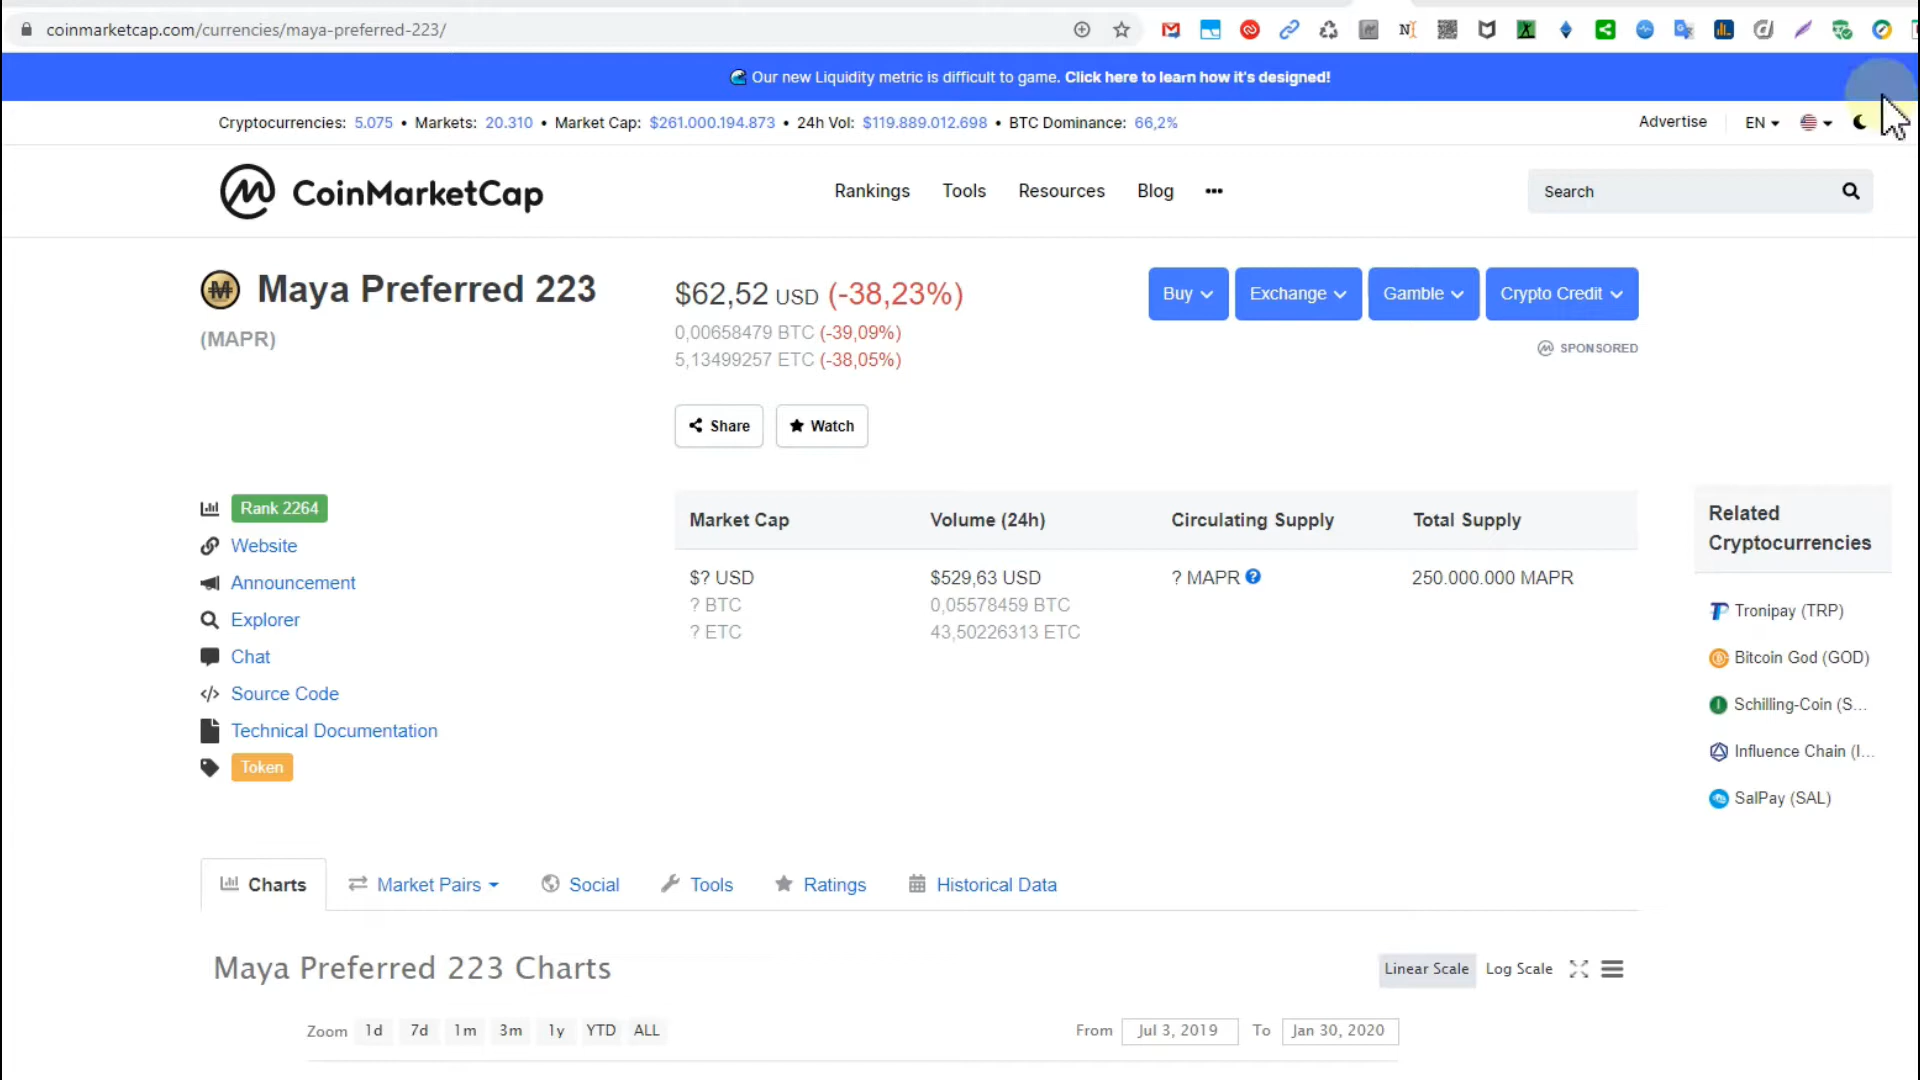 coinmarketcap.com/currencies/maya-preferred-223/
Our new Liquidity metric is difficult to game. Click here to learn how it's designed!
Cryptocurrencies: 5.075 • Markets: 20.310 • Market Cap: $261.000.194.873 • 24h Vol: $119.889.012.698 • BTC Dominance: 66,2%
Advertise
EN
CoinMarketCap
Rankings
Tools
Resources
Blog
Search
Maya Preferred 223
(MAPR)
$62,52 USD (-38,23%)
0,00658479 BTC (-39,09%)
5,13499257 ETC (-38,05%)
Buy
Exchange
Gamble
Crypto Credit
SPONSORED
Share
Watch
Rank 2264
Website
Announcement
Explorer
Chat
Source Code
Technical Documentation
Token
Market Cap
Volume (24h)
Circulating Supply
Total Supply
$? USD
$529,63 USD
? MAPR
250.000.000 MAPR
? BTC
0,05578459 BTC
? ETC
43,50226313 ETC
Related
Cryptocurrencies
Tronipay (TRP)
Bitcoin God (GOD)
Schilling-Coin (S...
Influence Chain (I...
SalPay (SAL)
Charts
Market Pairs
Social
Tools
Ratings
Historical Data
Maya Preferred 223 Charts
Linear Scale
Log Scale
Zoom 1d 7d 1m 3m 1y YTD ALL
From Jul 3, 2019 To Jan 30, 2020